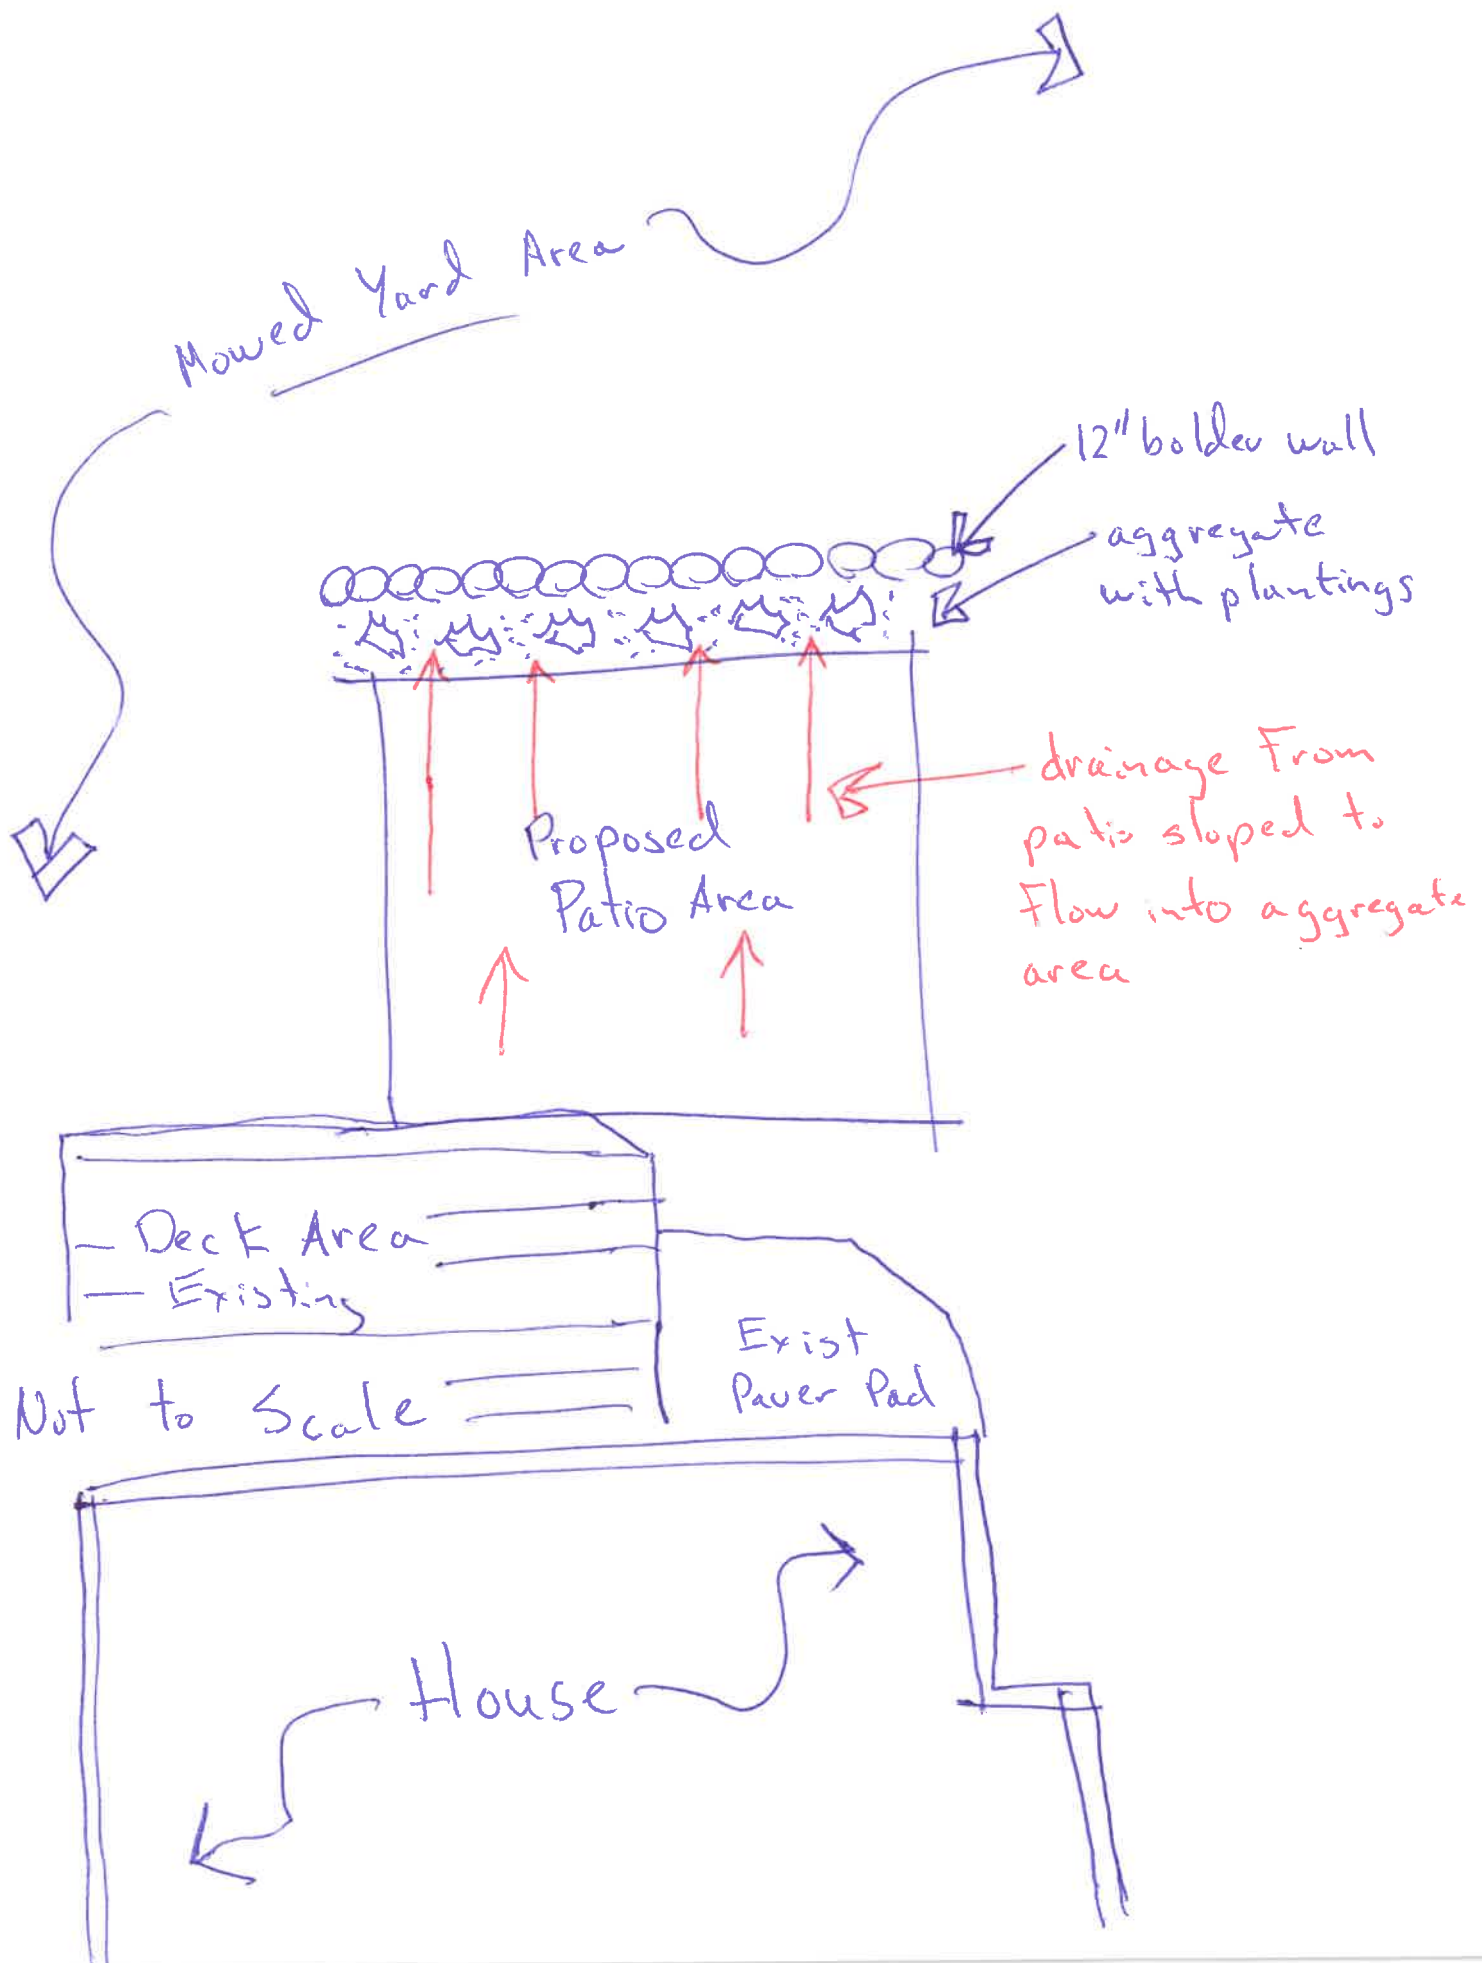 Mowed Yard Area
12" bolder wall
aggregate
with plantings
drainage From
patio sloped to
Flow into aggregate
area
Proposed
Patio Area
Deck Area
Existing
Exist
Paver Pad
Not to Scale
House